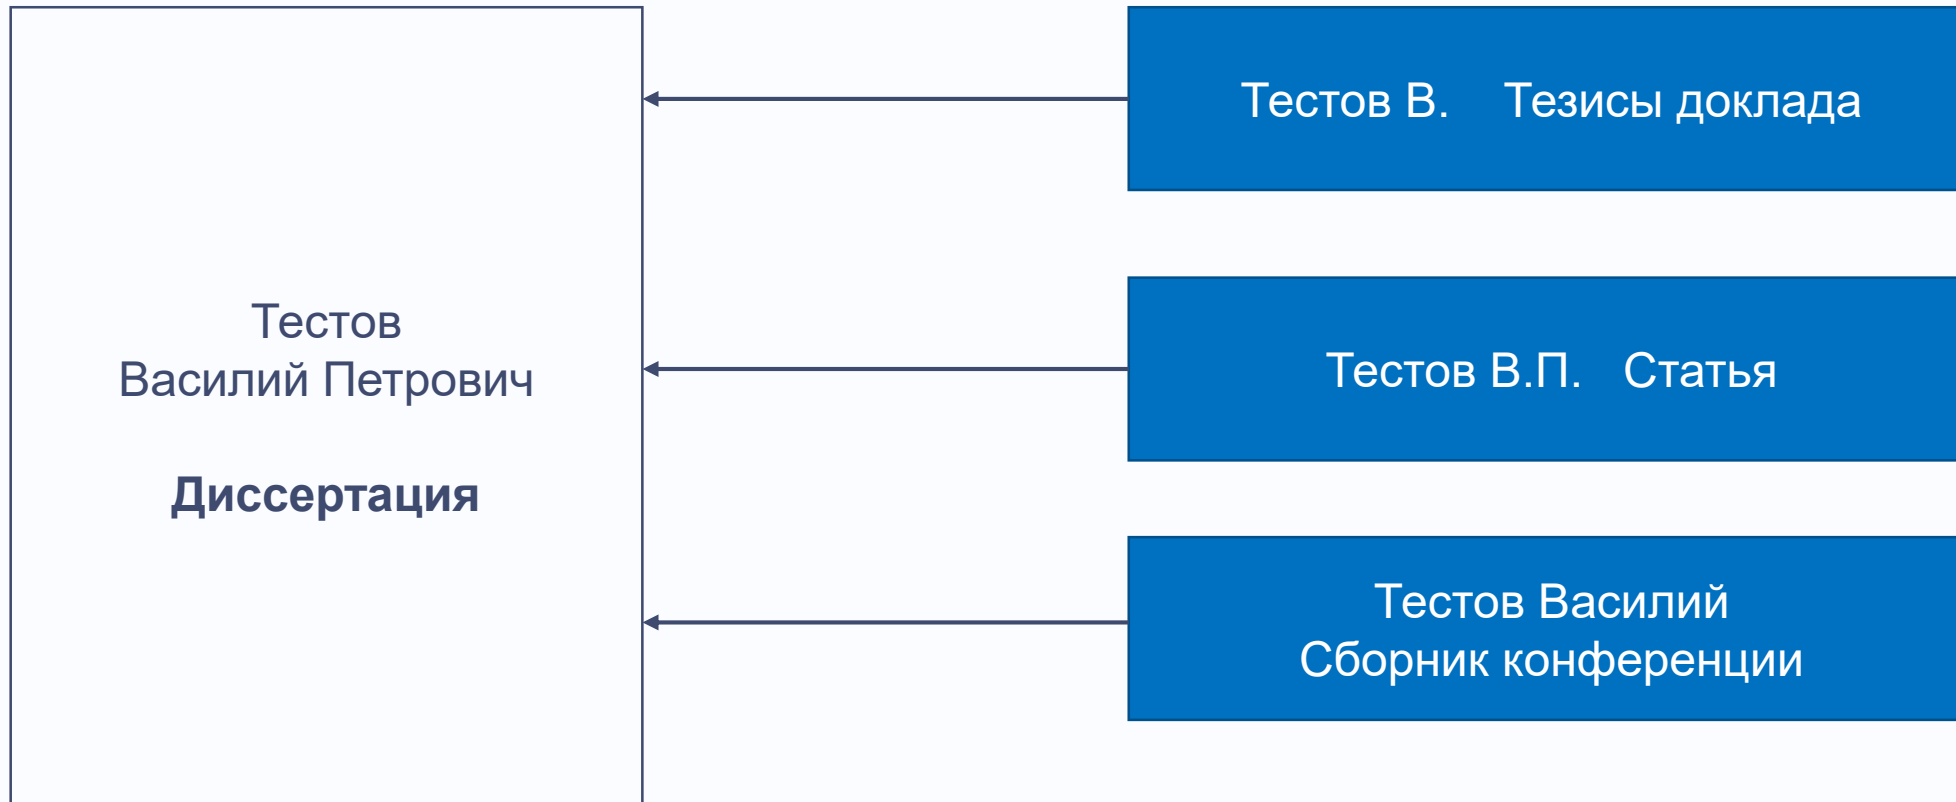 Тестов
Василий Петрович
Диссертация
Тестов В. Тезисы доклада
Тестов В.П. Статья
Тестов Василий
Сборник конференции